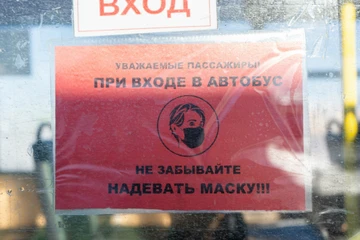 ВХОД
УВАЖАЕМЫЕ ПАССАЖИРЫ!
ПРИ ВХОДЕ В АВТОБУС
НЕ ЗАБЫВАЙТЕ
НАДЕВАТЬ МАСКУ!!!